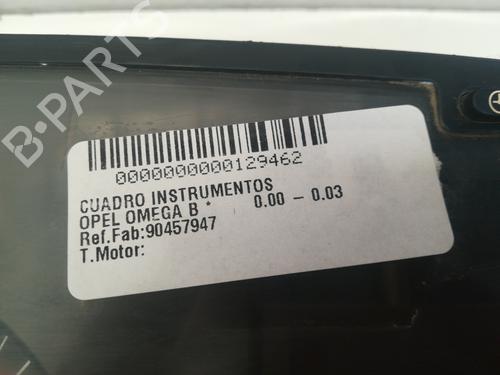 B-PARTS
0000000000129462
CUADRO INSTRUMENTOS
OPEL OMEGA B * 0.00 - 0.03
Ref.Fab:90457947
T.Motor: